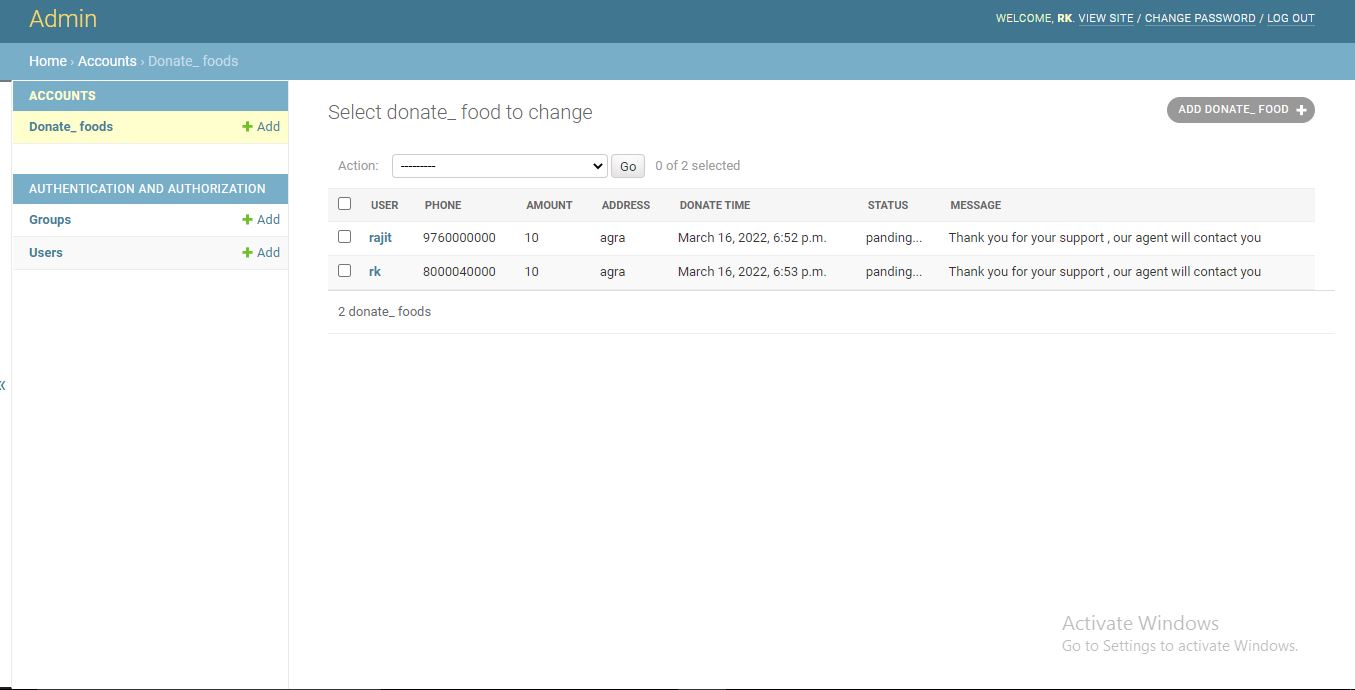 Admin
WELCOME, RK. VIEW SITE / CHANGE PASSWORD / LOG OUT
Home › Accounts › Donate_ foods
ACCOUNTS
Donate_ foods + Add
AUTHENTICATION AND AUTHORIZATION
Groups + Add
Users + Add
«
Select donate_ food to change
ADD DONATE_ FOOD +
Action: --------- Go 0 of 2 selected
USER PHONE AMOUNT ADDRESS DONATE TIME STATUS MESSAGE
rajit 9760000000 10 agra March 16, 2022, 6:52 p.m. panding... Thank you for your support , our agent will contact you
rk 8000040000 10 agra March 16, 2022, 6:53 p.m. panding... Thank you for your support , our agent will contact you
2 donate_ foods
Activate Windows
Go to Settings to activate Windows.